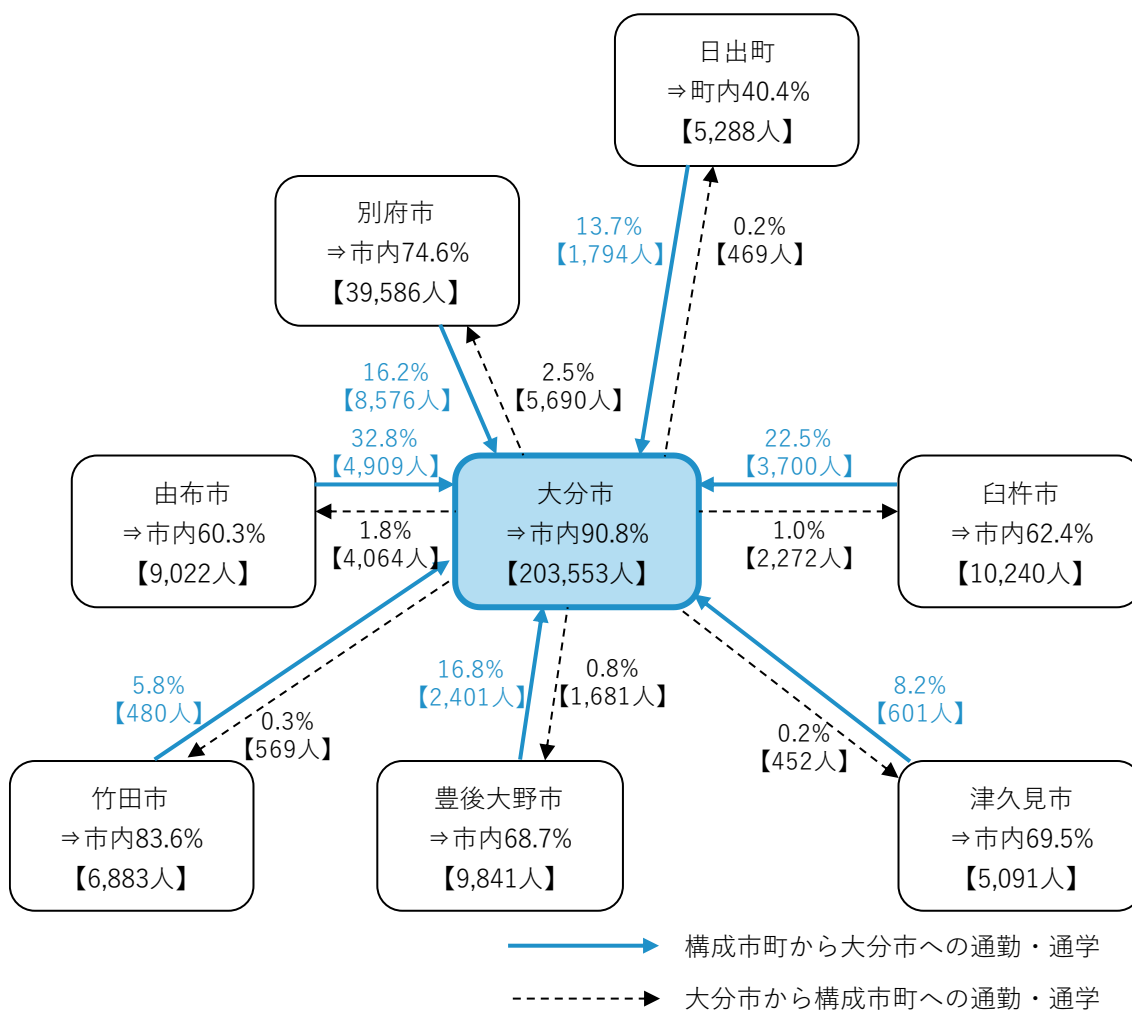 日出町
⇒町内40.4%
【5,288人】
別府市
⇒市内74.6%
【39,586人】
13.7%
【1,794人】
0.2%
【469人】
16.2%
【8,576人】
2.5%
【5,690人】
32.8%
【4,909人】
22.5%
【3,700人】
由布市
⇒市内60.3%
【9,022人】
1.8%
【4,064人】
大分市
⇒市内90.8%
【203,553人】
1.0%
【2,272人】
臼杵市
⇒市内62.4%
【10,240人】
5.8%
【480人】
0.3%
【569人】
16.8%
【2,401人】
0.8%
【1,681人】
0.2%
【452人】
8.2%
【601人】
竹田市
⇒市内83.6%
【6,883人】
豊後大野市
⇒市内68.7%
【9,841人】
津久見市
⇒市内69.5%
【5,091人】
構成市町から大分市への通勤・通学
大分市から構成市町への通勤・通学